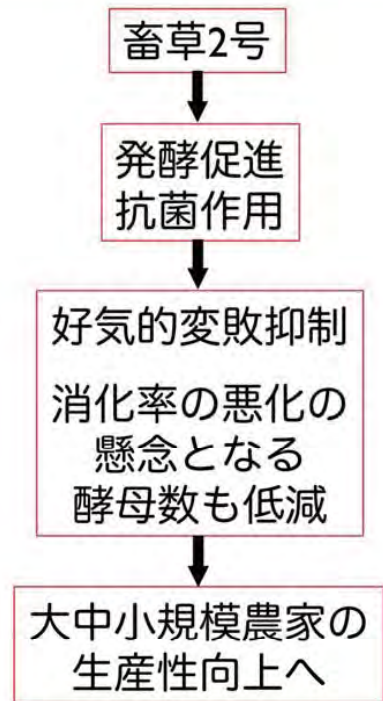 畜草2号
発酵促進
抗菌作用
好気的変敗抑制
消化率の悪化の
懸念となる
酵母数も低減
大中小規模農家の
生産性向上へ